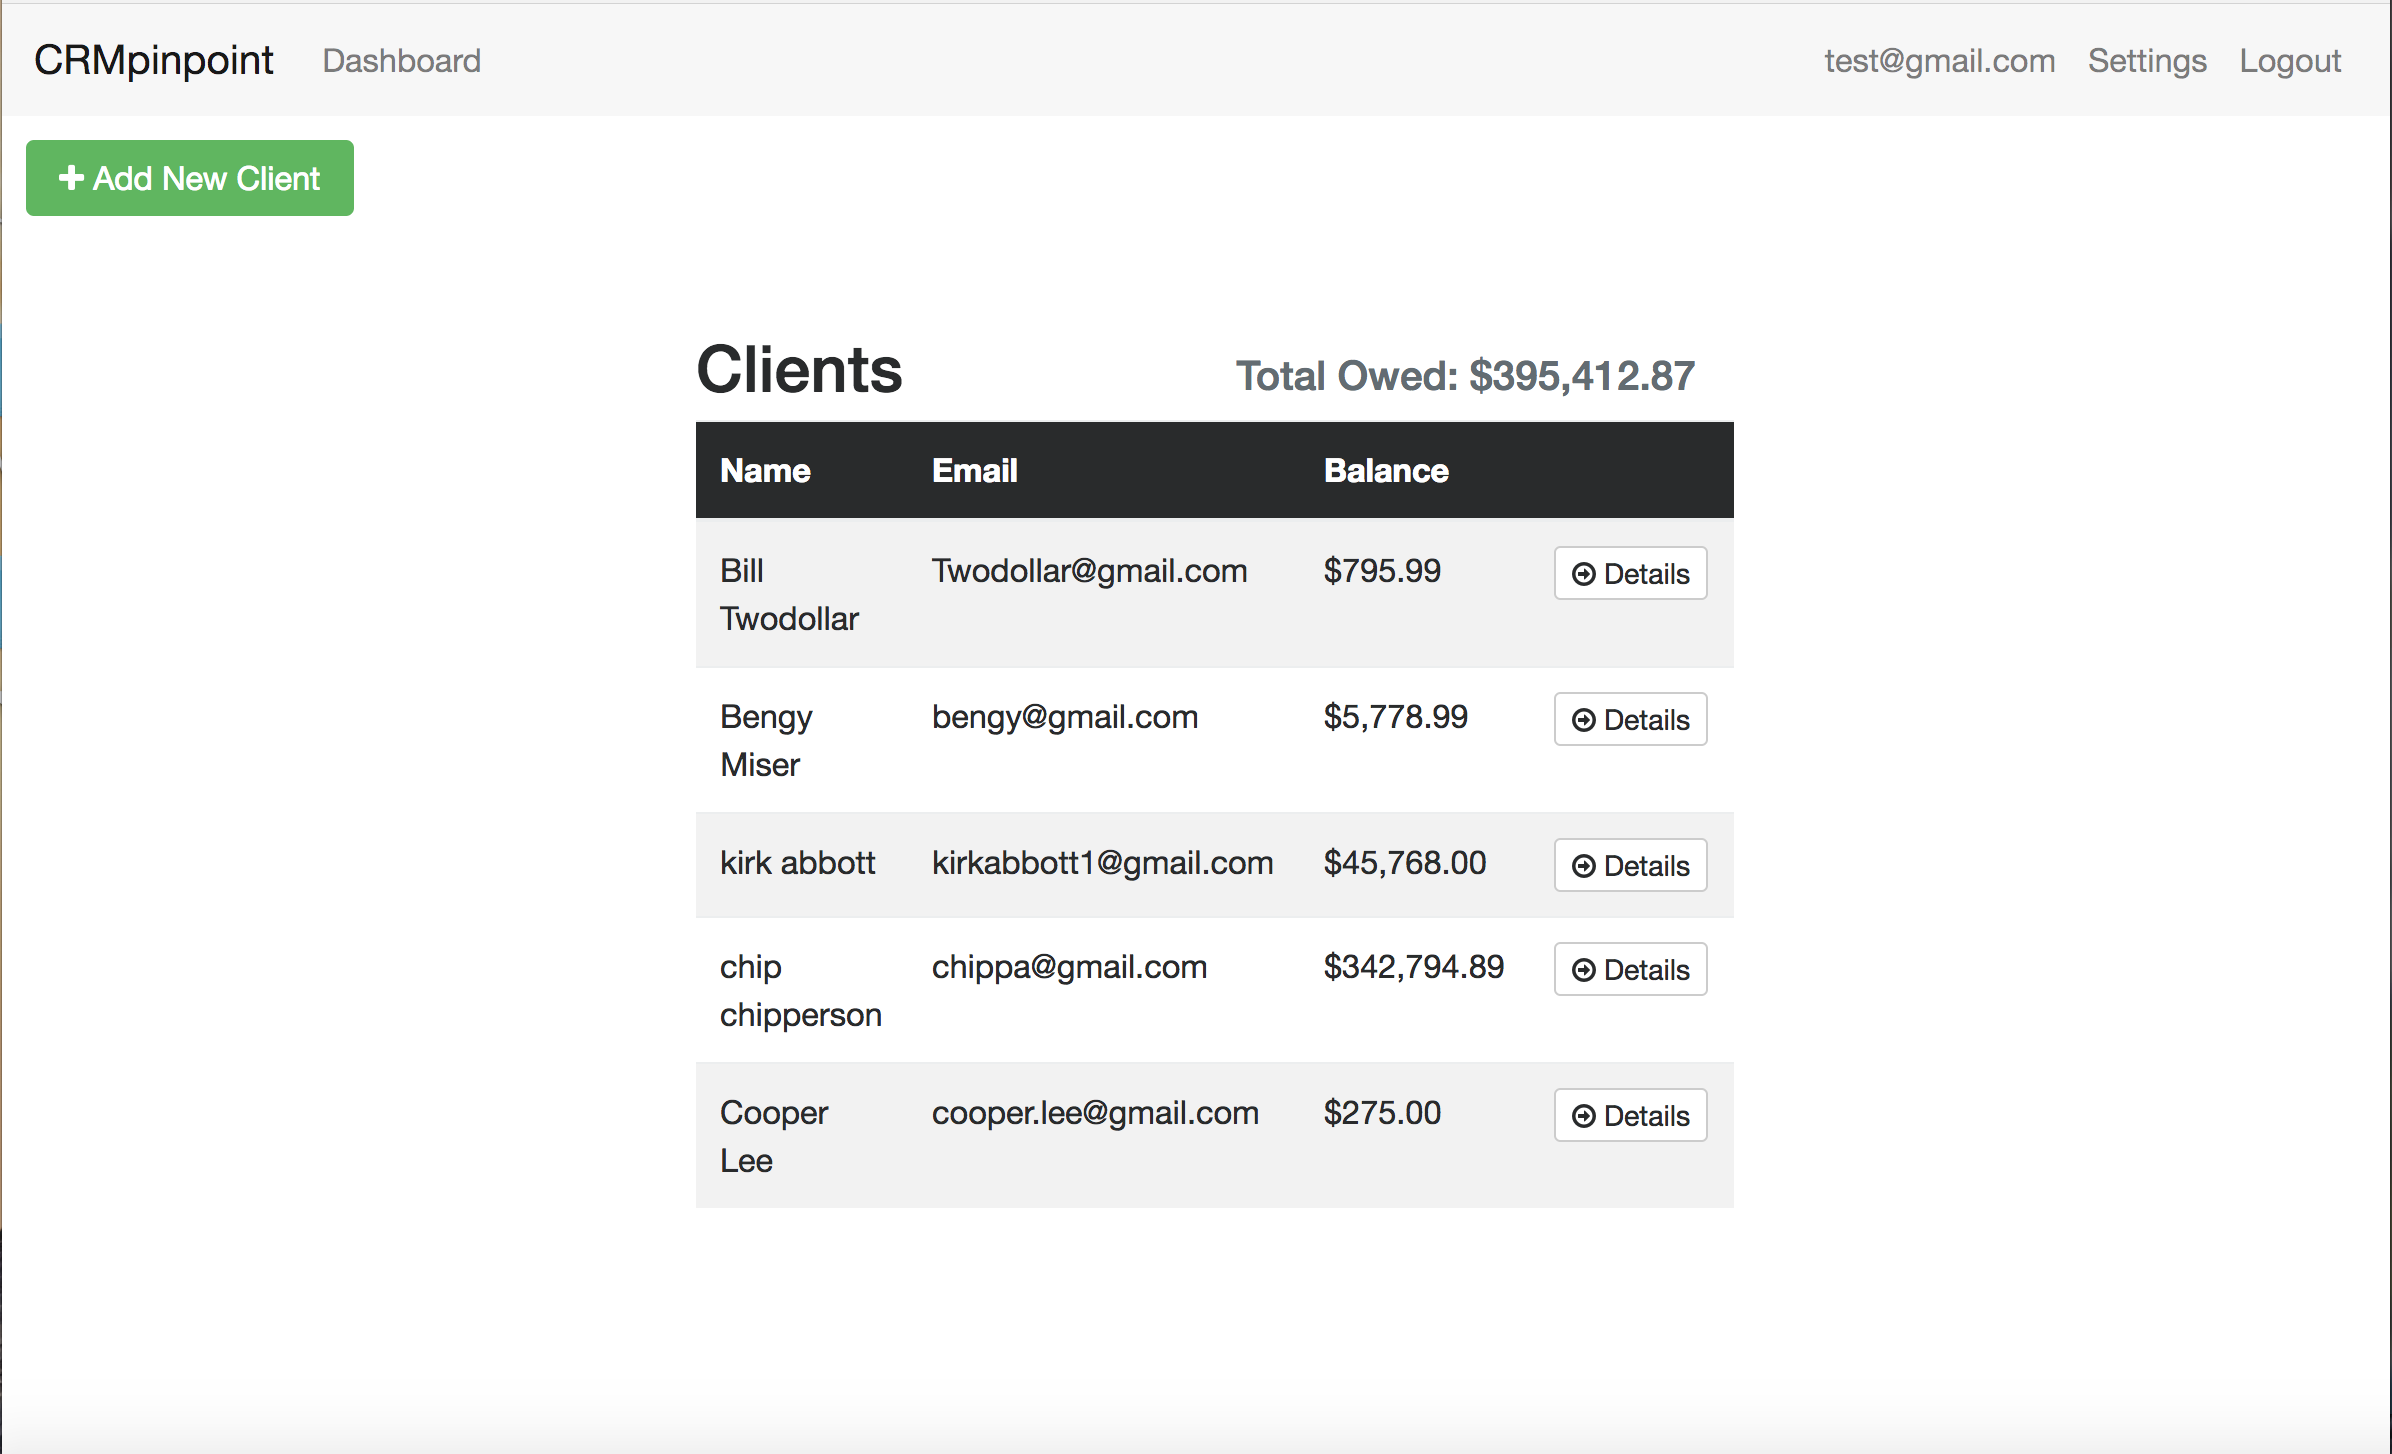 CRMpinpoint Dashboard test@gmail.com Settings Logout
Add New Client
Clients Total Owed: $395,412.87
Name Email Balance
Bill Twodollar@gmail.com $795.99 Details
Twodollar
Bengy bengy@gmail.com $5,778.99 Details
Miser
kirk abbott kirkabbott1@gmail.com $45,768.00 Details
chip chippa@gmail.com $342,794.89 Details
chipperson
Cooper cooper.lee@gmail.com $275.00 Details
Lee